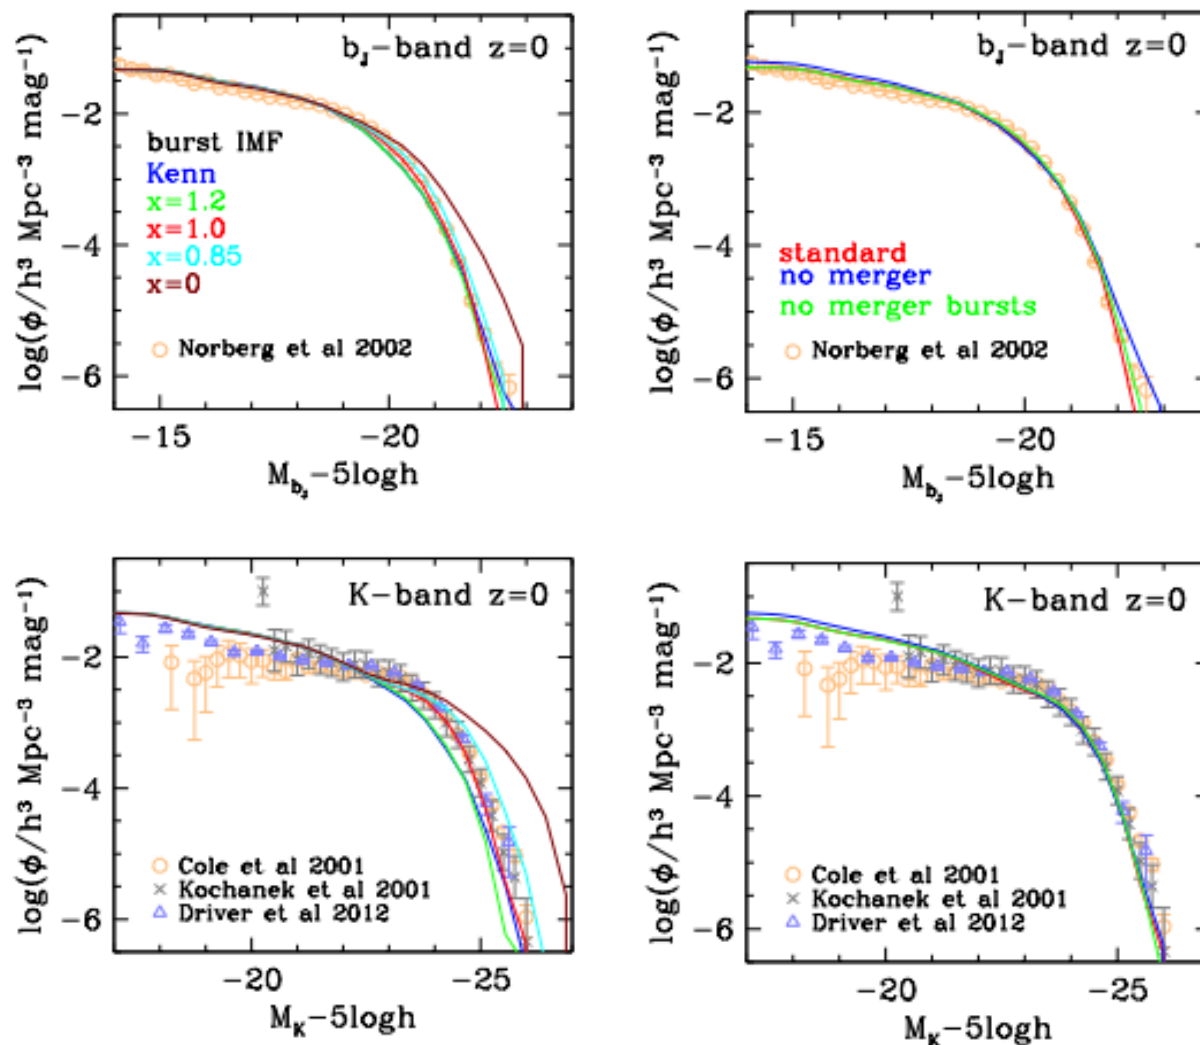 b_J-band z=0
log(ϕ/h³ Mpc⁻³ mag⁻¹)
-2
-4
-6
burst IMF
Kenn
x=1.2
x=1.0
x=0.85
x=0
Norberg et al 2002
-15
-20
M_{b_J}-5logh
b_J-band z=0
log(ϕ/h³ Mpc⁻³ mag⁻¹)
-2
-4
-6
standard
no merger
no merger bursts
Norberg et al 2002
-15
-20
M_{b_J}-5logh
K-band z=0
log(ϕ/h³ Mpc⁻³ mag⁻¹)
-2
-4
-6
Cole et al 2001
Kochanek et al 2001
Driver et al 2012
-20
-25
M_K-5logh
K-band z=0
log(ϕ/h³ Mpc⁻³ mag⁻¹)
-2
-4
-6
Cole et al 2001
Kochanek et al 2001
Driver et al 2012
-20
-25
M_K-5logh